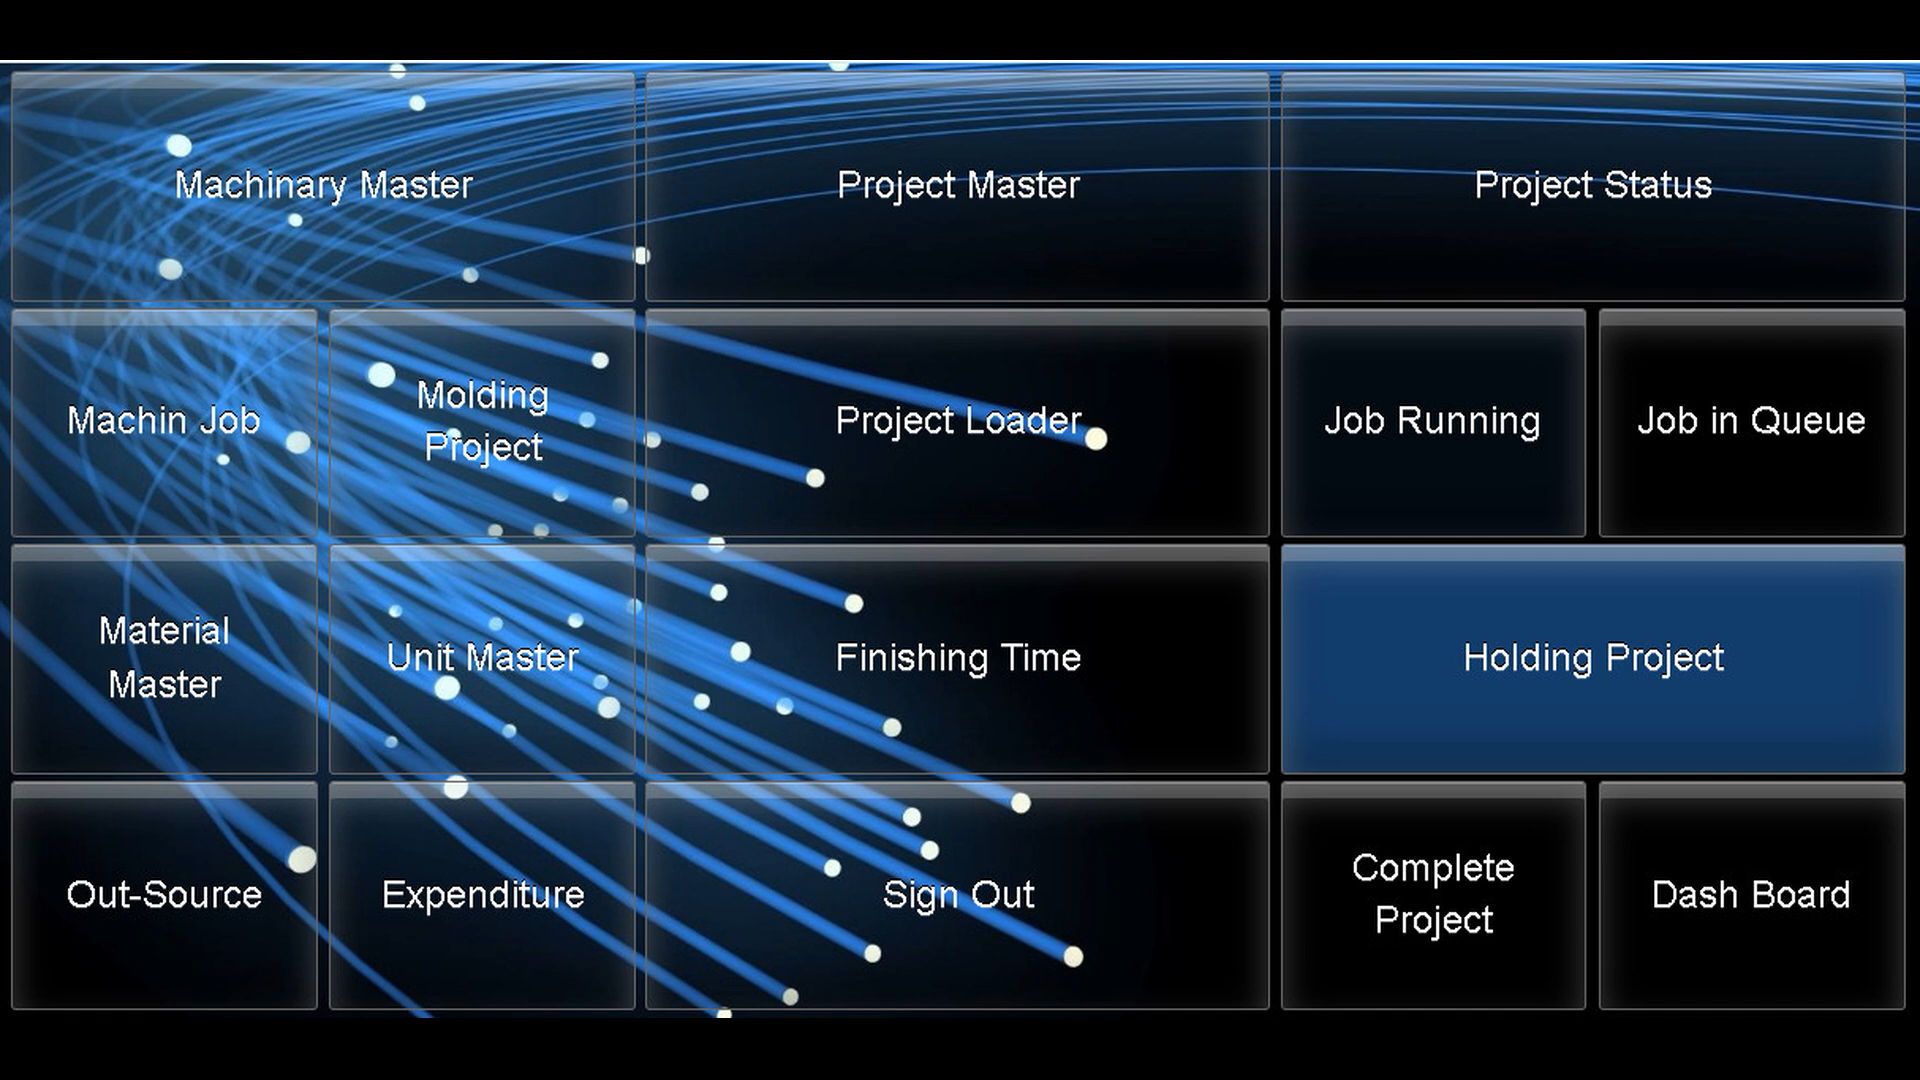 Machinary Master
Project Master
Project Status
Machin Job
Molding
Project
Project Loader
Job Running
Job in Queue
Material
Master
Unit Master
Finishing Time
Holding Project
Out-Source
Expenditure
Sign Out
Complete
Project
Dash Board